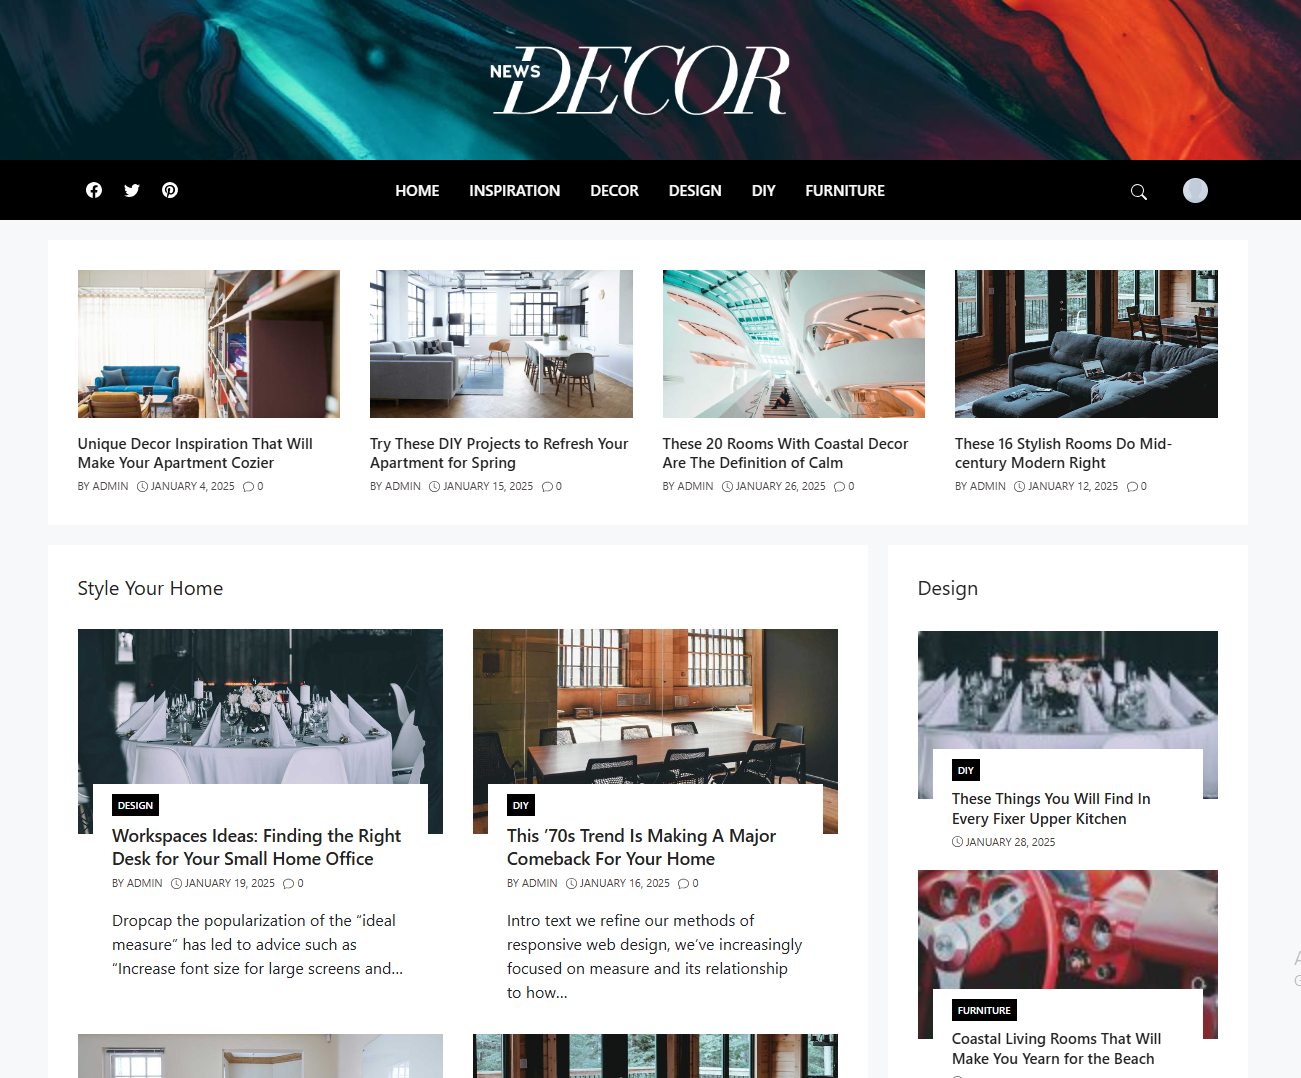 NEWS
DECOR
HOME INSPIRATION DECOR DESIGN DIY FURNITURE
Unique Decor Inspiration That Will
Make Your Apartment Cozier
BY ADMIN JANUARY 4, 2025 0
Try These DIY Projects to Refresh Your
Apartment for Spring
BY ADMIN JANUARY 15, 2025 0
These 20 Rooms With Coastal Decor
Are The Definition of Calm
BY ADMIN JANUARY 26, 2025 0
These 16 Stylish Rooms Do Mid-
century Modern Right
BY ADMIN JANUARY 12, 2025 0
Style Your Home
DESIGN
Workspaces Ideas: Finding the Right
Desk for Your Small Home Office
BY ADMIN JANUARY 19, 2025 0
Dropcap the popularization of the “ideal
measure” has led to advice such as
“Increase font size for large screens and...
DIY
This ’70s Trend Is Making A Major
Comeback For Your Home
BY ADMIN JANUARY 16, 2025 0
Intro text we refine our methods of
responsive web design, we’ve increasingly
focused on measure and its relationship
to how...
Design
DIY
These Things You Will Find In
Every Fixer Upper Kitchen
JANUARY 28, 2025
FURNITURE
Coastal Living Rooms That Will
Make You Yearn for the Beach